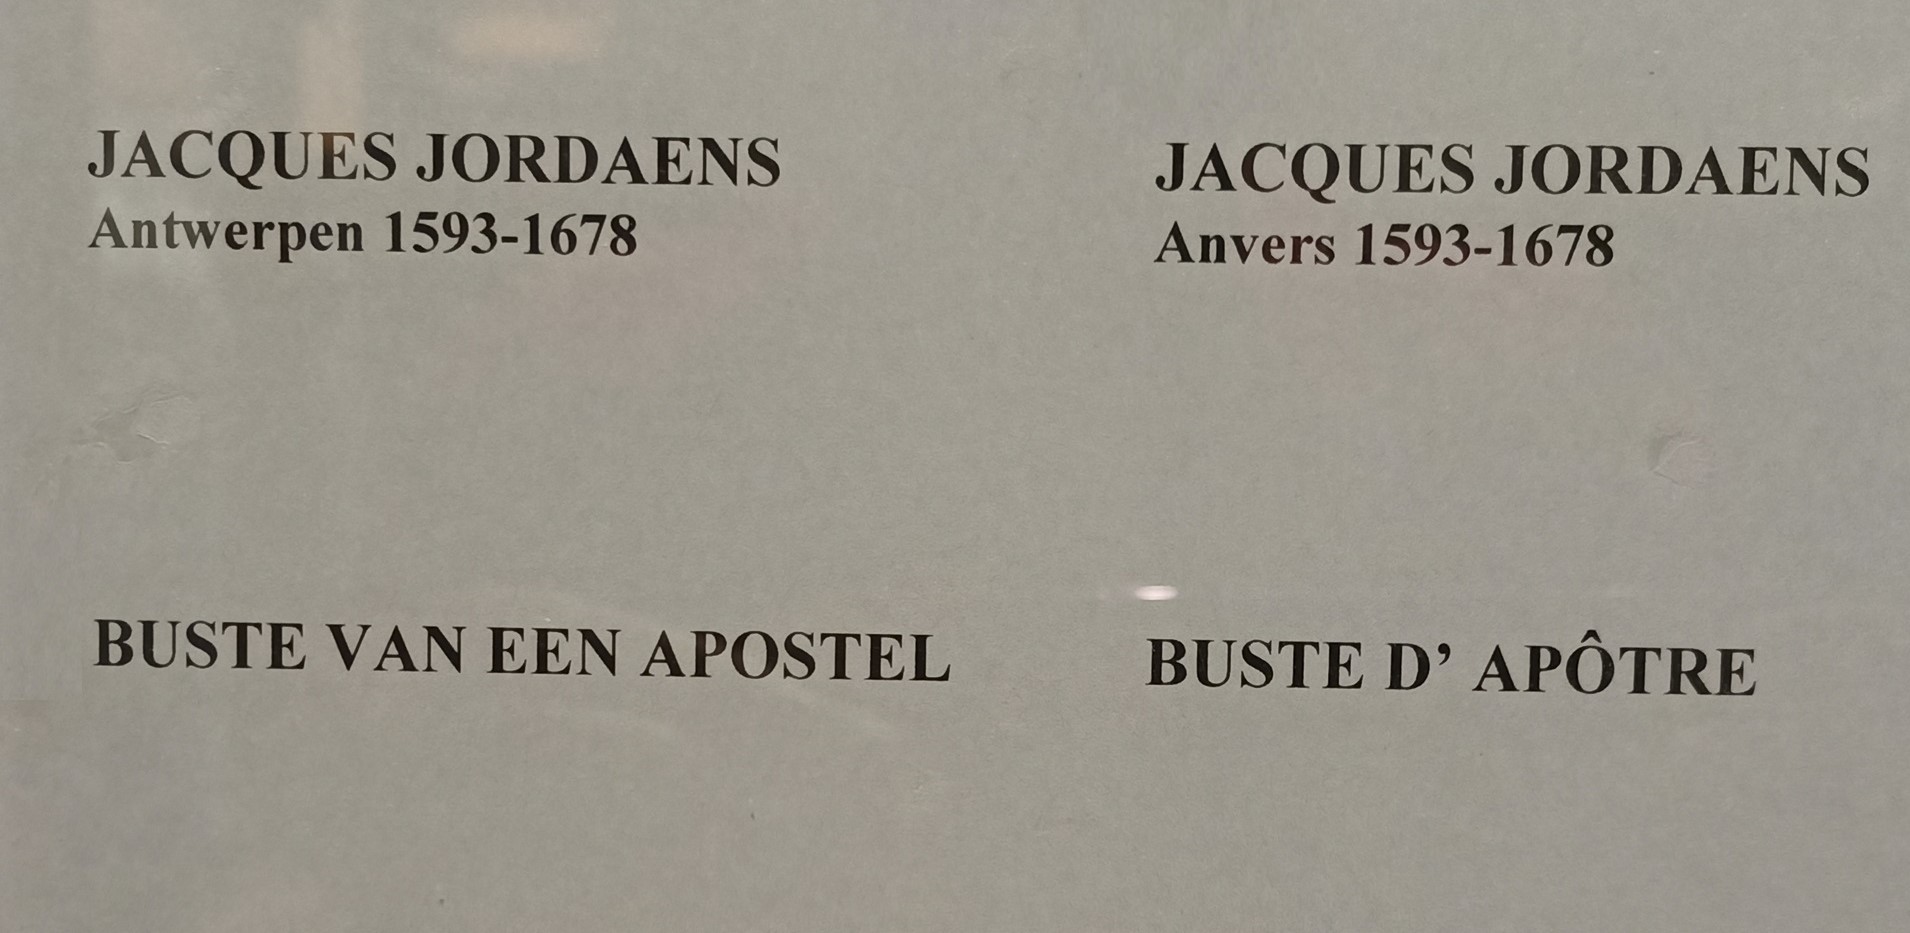 JACQUES JORDAENS
Antwerpen 1593-1678
BUSTE VAN EEN APOSTEL
JACQUES JORDAENS
Anvers 1593-1678
BUSTE D’ APÔTRE